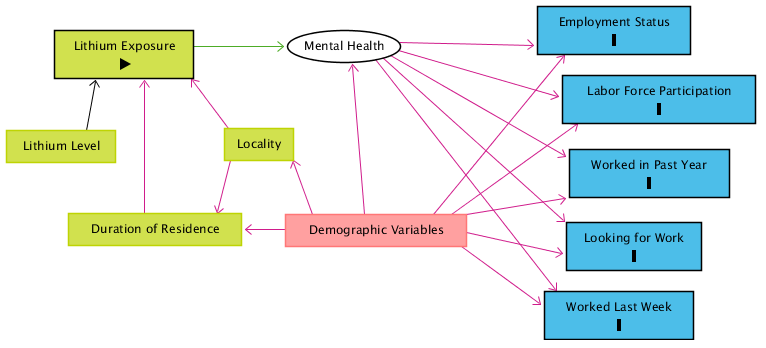 Employment Status
Lithium Exposure
Mental Health
Labor Force Participation
Lithium Level
Locality
Worked in Past Year
Duration of Residence
Demographic Variables
Looking for Work
Worked Last Week